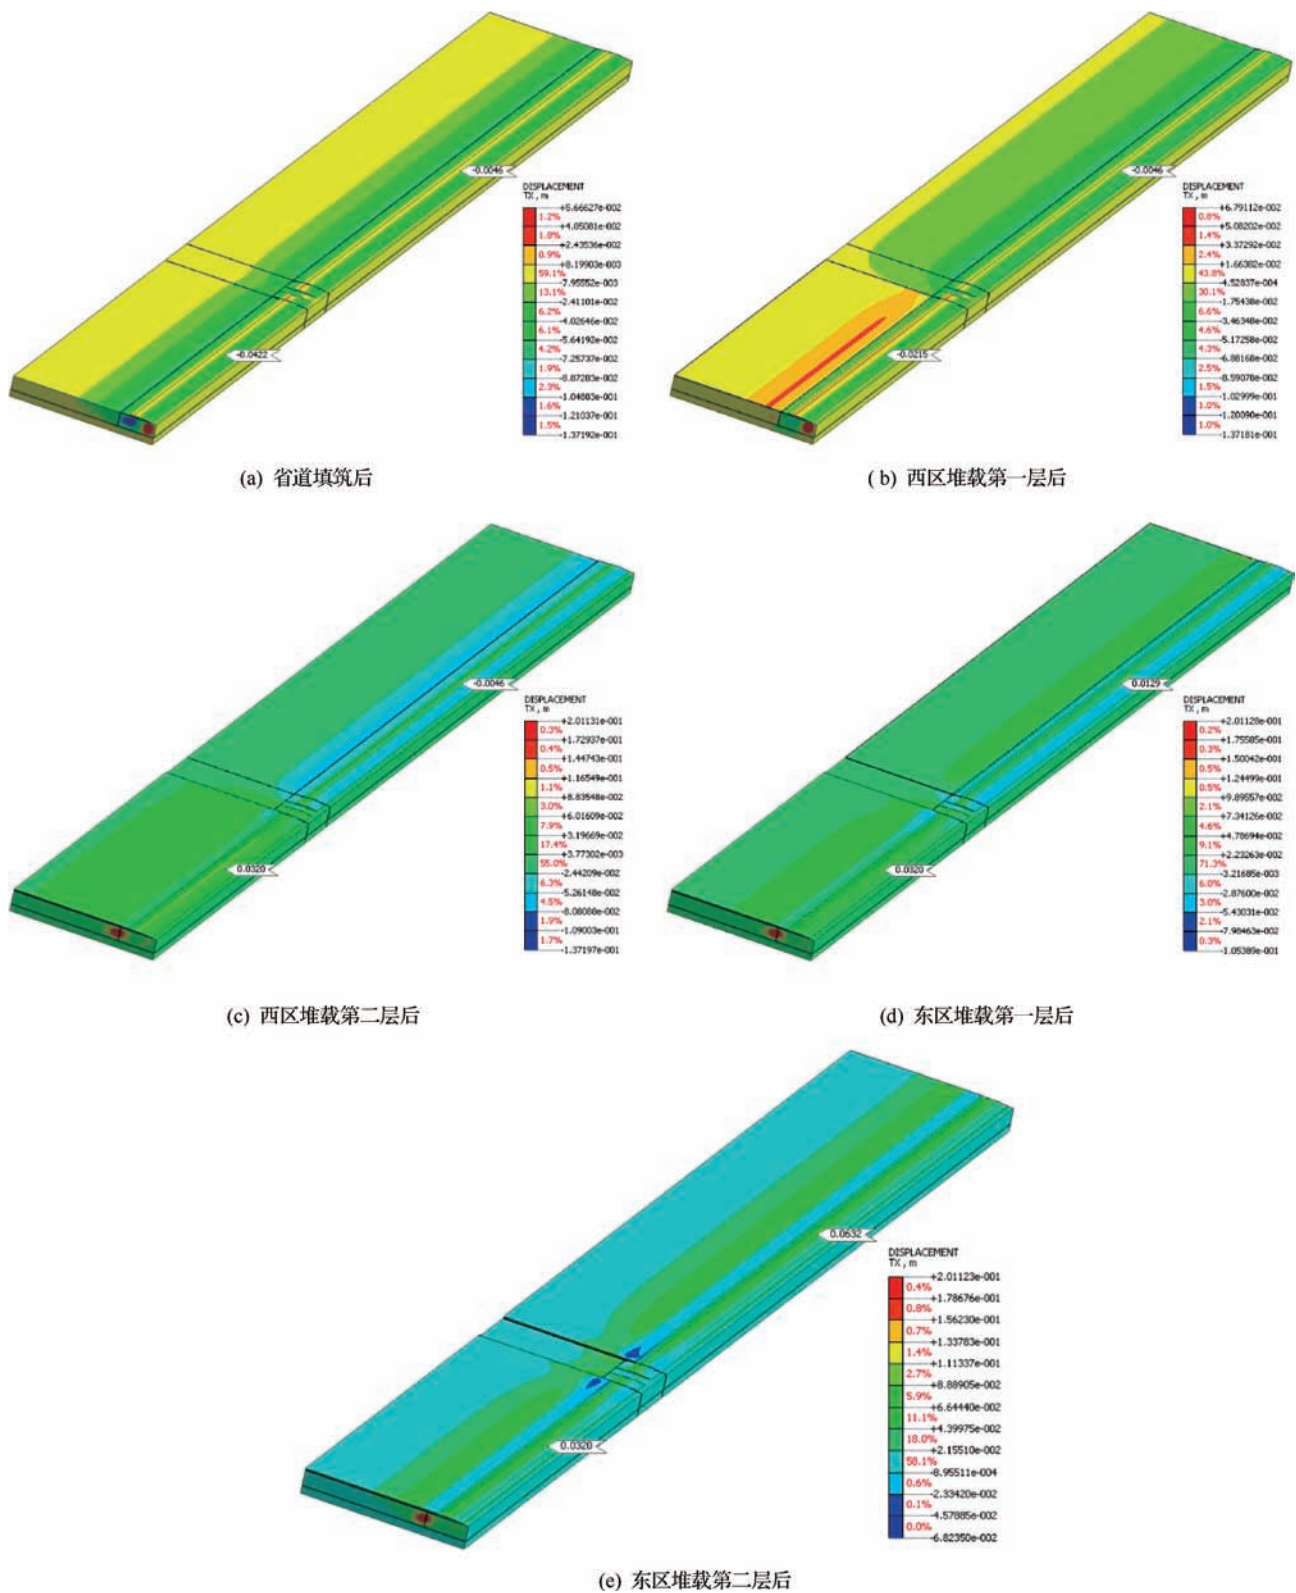 -0.0046
DISPLACEMENT
TX , m
+5.66627e-002
1.2%
+4.05081e-002
1.8%
+2.43536e-002
0.9%
+8.19903e-003
59.1%
-7.95552e-003
13.1%
-2.41101e-002
6.2%
-4.02646e-002
6.1%
-5.64192e-002
4.2%
-7.25737e-002
1.9%
-8.87283e-002
2.3%
-1.04883e-001
1.6%
-1.21037e-001
1.5%
-1.37192e-001
-0.0422
(a) 省道填筑后
-0.0046
DISPLACEMENT
TX , m
+6.79112e-002
0.8%
+5.08202e-002
1.4%
+3.37292e-002
2.4%
+1.66382e-002
43.8%
-4.52837e-004
30.1%
-1.75438e-002
6.6%
-3.46348e-002
4.6%
-5.17258e-002
4.3%
-6.88168e-002
2.5%
-8.59078e-002
1.5%
-1.02999e-001
1.0%
-1.20090e-001
1.0%
-1.37181e-001
-0.0215
( b) 西区堆载第一层后
-0.0046
DISPLACEMENT
TX , m
+2.01131e-001
0.3%
+1.72937e-001
0.4%
+1.44743e-001
0.5%
+1.16549e-001
1.1%
+8.83548e-002
3.0%
+6.01609e-002
7.9%
+3.19669e-002
17.4%
+3.77302e-003
55.0%
-2.44209e-002
6.3%
-5.26148e-002
4.5%
-8.08088e-002
1.9%
-1.09003e-001
1.7%
-1.37197e-001
0.0320
(c) 西区堆载第二层后
0.0129
DISPLACEMENT
TX , m
+2.01128e-001
0.2%
+1.75585e-001
0.3%
+1.50042e-001
0.5%
+1.24499e-001
0.5%
+9.89557e-002
2.1%
+7.34126e-002
4.6%
+4.78694e-002
9.1%
+2.23263e-002
71.3%
-3.21685e-003
6.0%
-2.87600e-002
3.0%
-5.43031e-002
2.1%
-7.98463e-002
0.3%
-1.05389e-001
0.0320
(d) 东区堆载第一层后
0.0632
DISPLACEMENT
TX , m
+2.01123e-001
0.4%
+1.78676e-001
0.8%
+1.56230e-001
0.7%
+1.33783e-001
1.4%
+1.11337e-001
2.7%
+8.88905e-002
5.9%
+6.64440e-002
11.1%
+4.39975e-002
18.0%
+2.15510e-002
58.1%
-8.95511e-004
0.6%
-2.33420e-002
0.1%
-4.57885e-002
0.0%
-6.82350e-002
0.0320
(e) 东区堆载第二层后